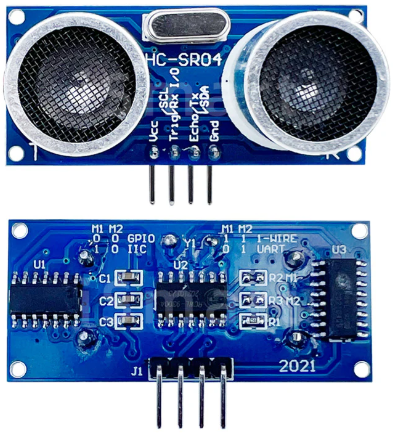 HC-SR04
Vcc
Trig/Rx
SCL
I/O
Echo/Tx
SDA
Gnd
T
R
M1 M2
0 0 GPIO
1 0 IIC
Y1
M1 M2
1 1 1-WIRE
0 1 UART
U1
U2
U3
C1
C2
C3
R2 M1
R3 M2
R1
J1
2021